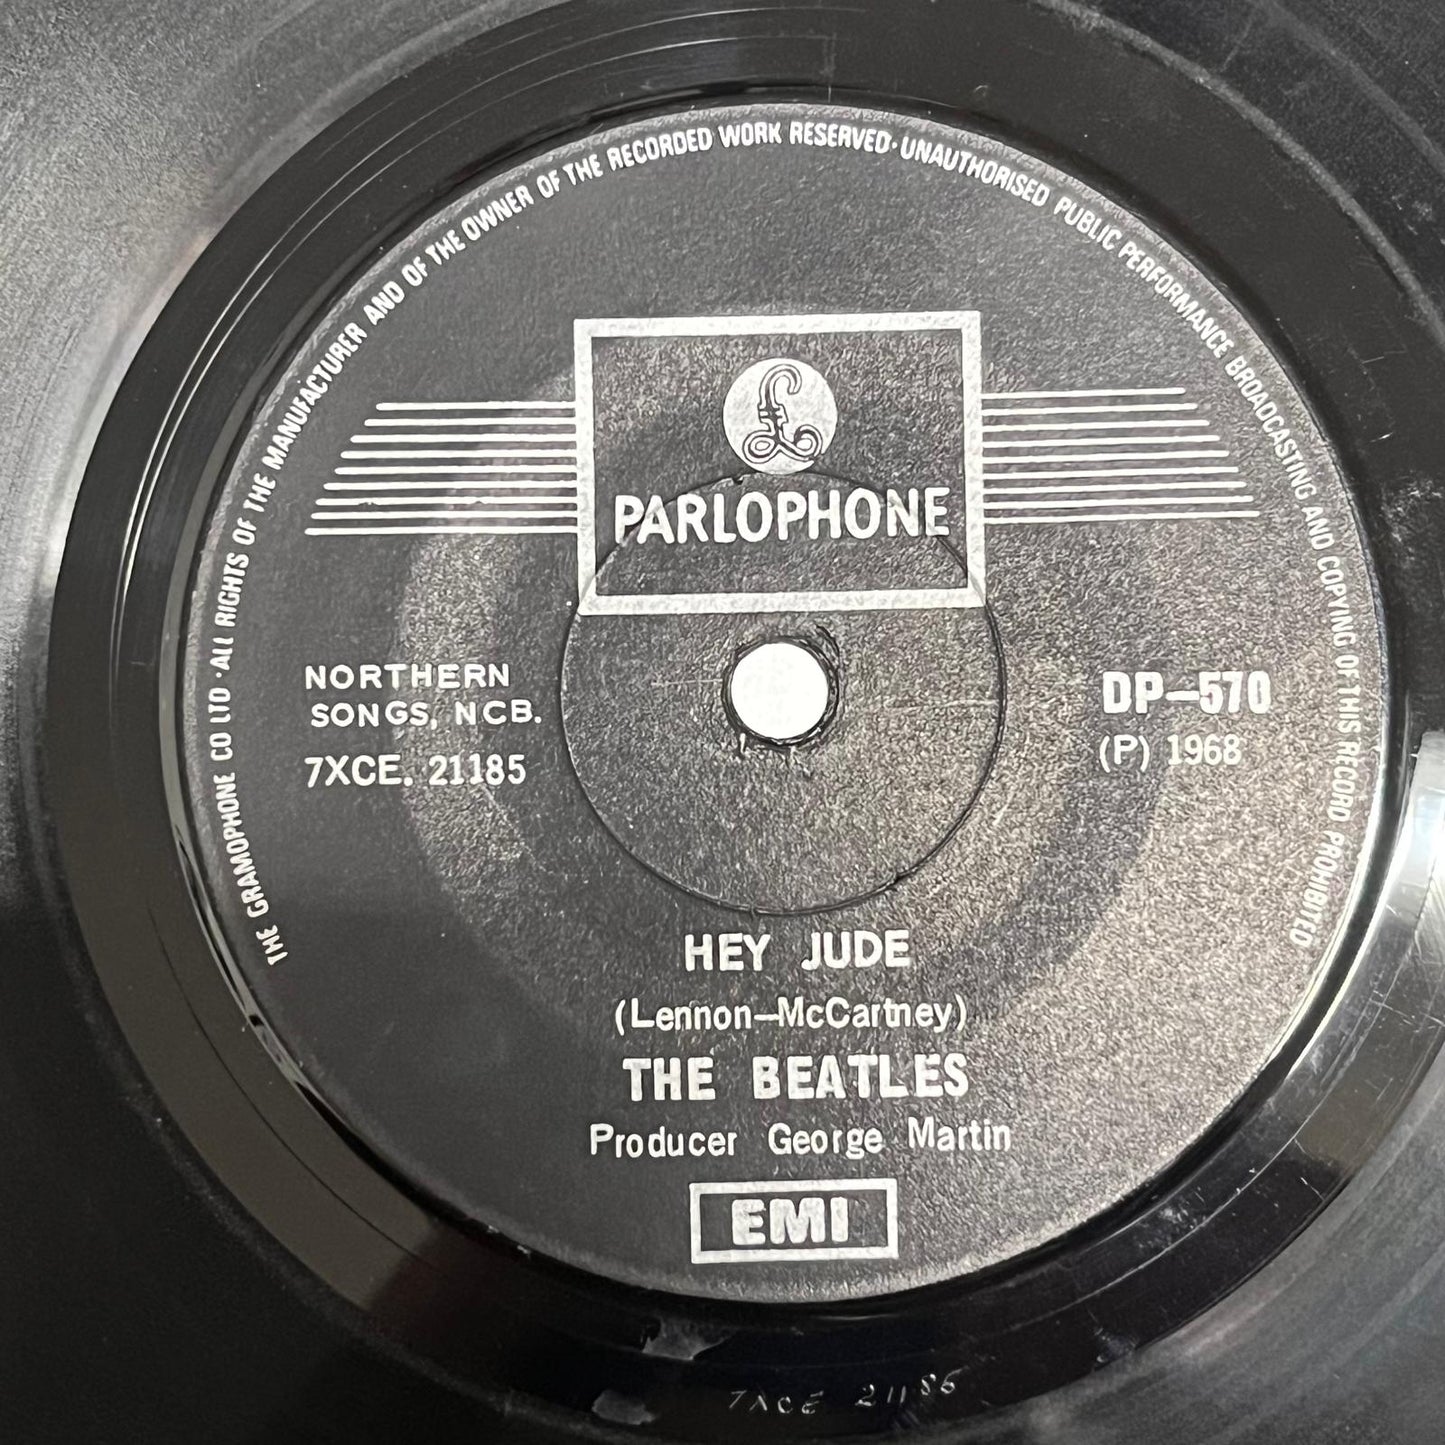 THE GRAMOPHONE CO LTD · ALL RIGHTS OF THE MANUFACTURER AND OF THE OWNER OF THE RECORDED WORK RESERVED · UNAUTHORISED PUBLIC PERFORMANCE BROADCASTING AND COPYING OF THIS RECORD PROHIBITED
£
PARLOPHONE
NORTHERN
SONGS, NCB.
7XCE. 21185
DP-570
(P) 1968
HEY JUDE
(Lennon-McCartney)
THE BEATLES
Producer George Martin
EMI
7XCE 21185